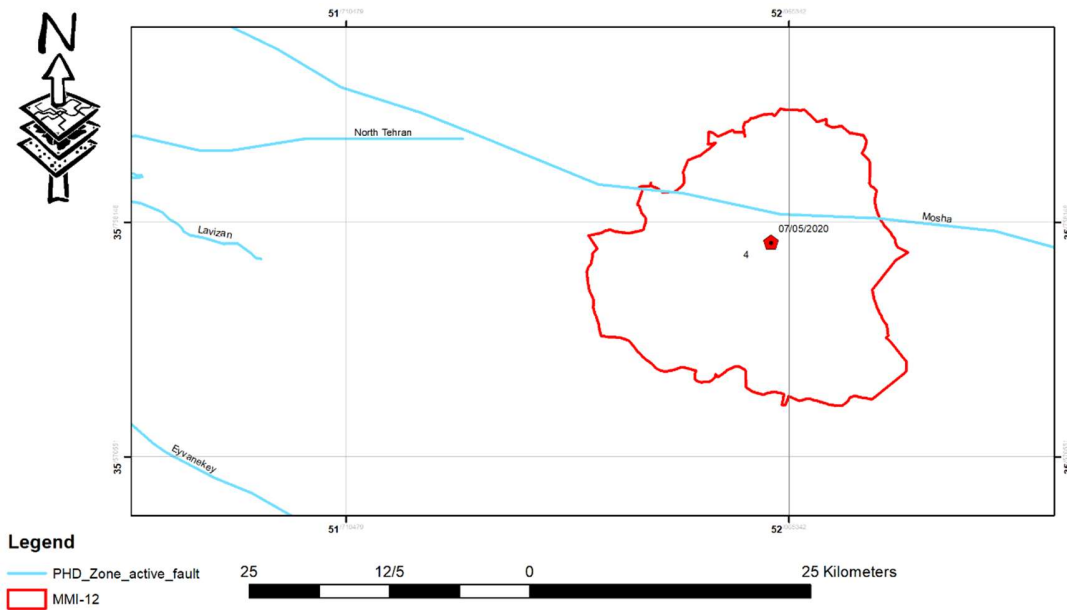 51
52
N
North Tehran
Mosha
Lavizan
07/05/2020
4
35
35
35
35
Eyvanekey
51
52
Legend
PHD_Zone_active_fault
MMI-12
25 12/5 0 25 Kilometers